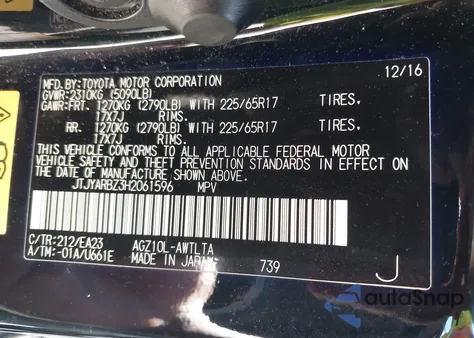 MFD.BY:TOYOTA MOTOR CORPORATION 12/16
GVWR:2310KG (5090LB)
GAWR:FRT. 1270KG (2790LB) WITH 225/65R17 TIRES,
17X7J RIMS.
RR. 1270KG (2790LB) WITH 225/65R17 TIRES,
17X7J RIMS.
THIS VEHICLE CONFORMS TO ALL APPLICABLE FEDERAL MOTOR
VEHICLE SAFETY AND THEFT PREVENTION STANDARDS IN EFFECT ON
THE DATE OF MANUFACTURE SHOWN ABOVE.
JTJYARBZ3H2061596 MPV
C/TR:212/EA23 AGZ10L-AWTLTA
A/TM:-01A/U661E MADE IN JAPAN 739 J
autoSnap